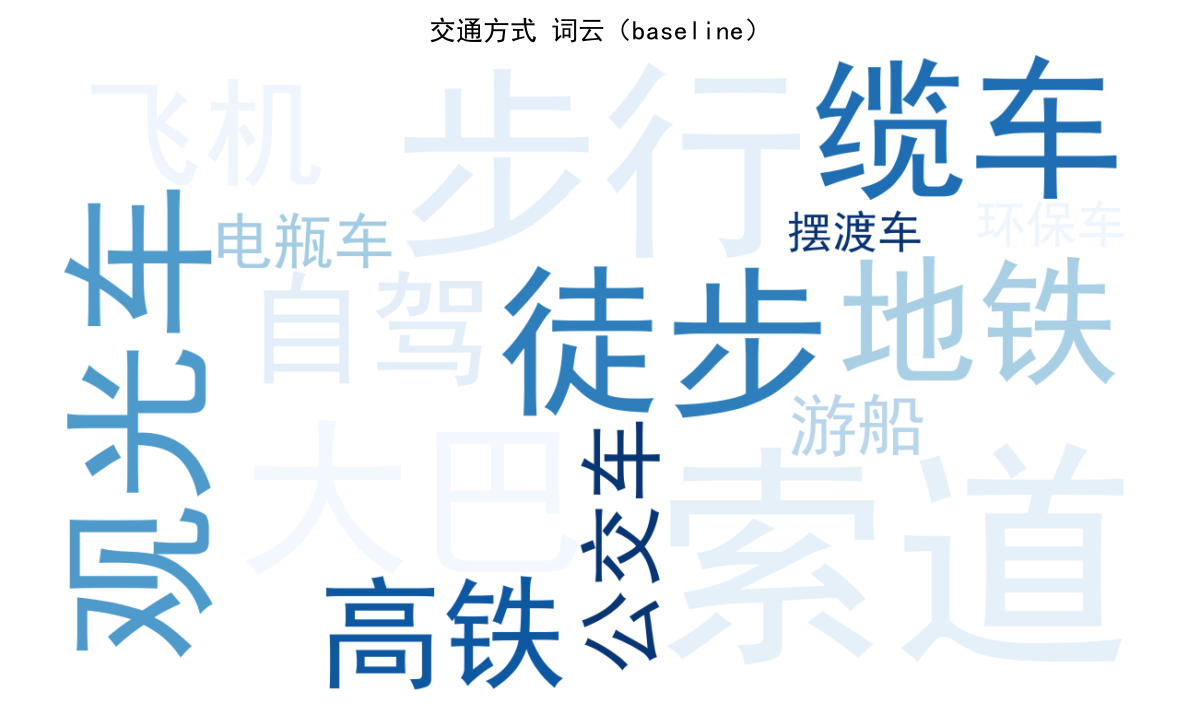 交通方式 词云（baseline）
飞机
步行
缆车
观光车
电瓶车
摆渡车
环保车
自驾
徒步
地铁
大巴
公交车
游船
索道
高铁